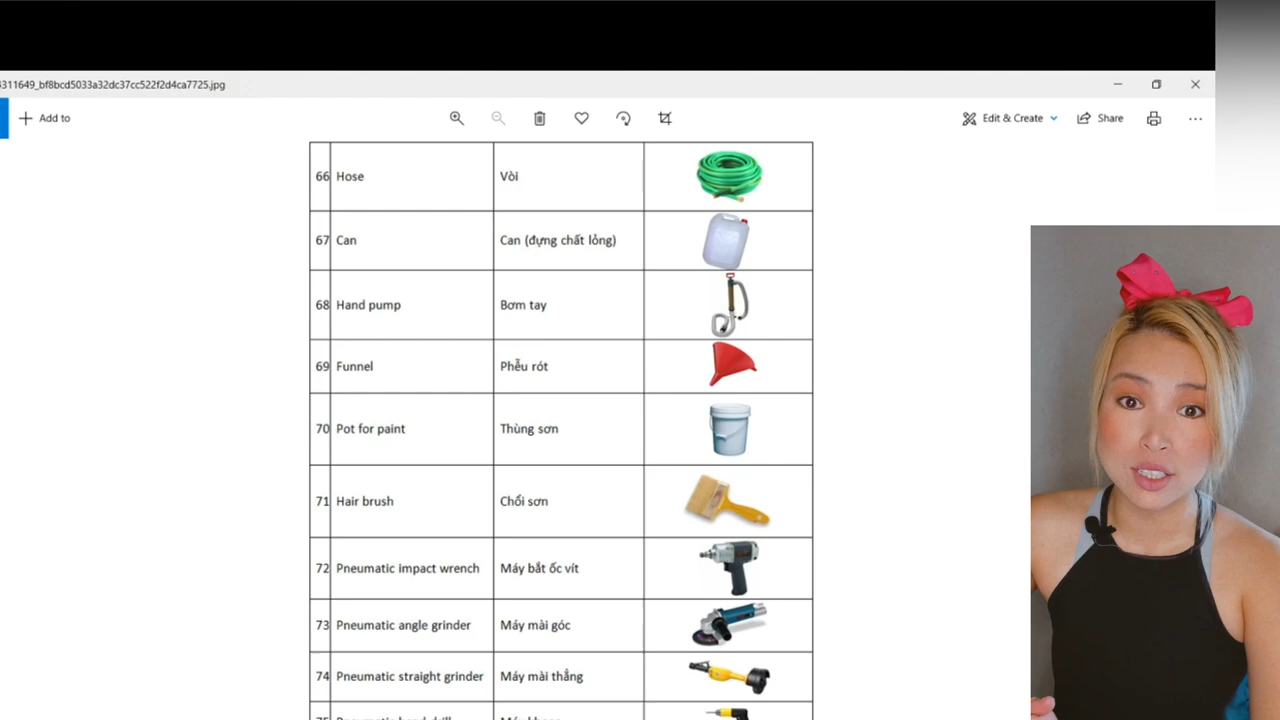 4311649_bf8bcd5033a32dc37cc522f2d4ca7725.jpg
Add to
Edit & Create
Share
66 Hose Vòi
67 Can Can (đựng chất lỏng)
68 Hand pump Bơm tay
69 Funnel Phễu rót
70 Pot for paint Thùng sơn
71 Hair brush Chổi sơn
72 Pneumatic impact wrench Máy bắt ốc vít
73 Pneumatic angle grinder Máy mài góc
74 Pneumatic straight grinder Máy mài thẳng